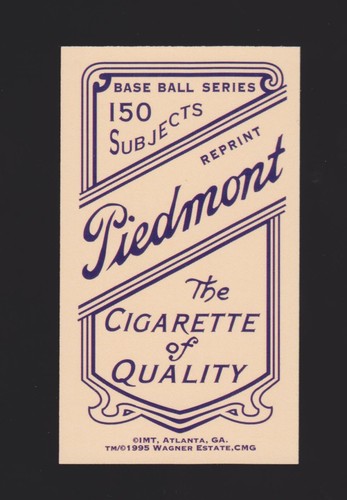 BASE BALL SERIES
150
SUBJECTS
REPRINT
Piedmont
The
CIGARETTE
of
QUALITY
©IMT, ATLANTA, GA.
TM/©1995 WAGNER ESTATE,CMG